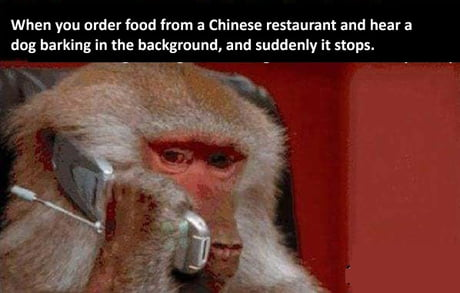 When you order food from a Chinese restaurant and hear a
dog barking in the background, and suddenly it stops.